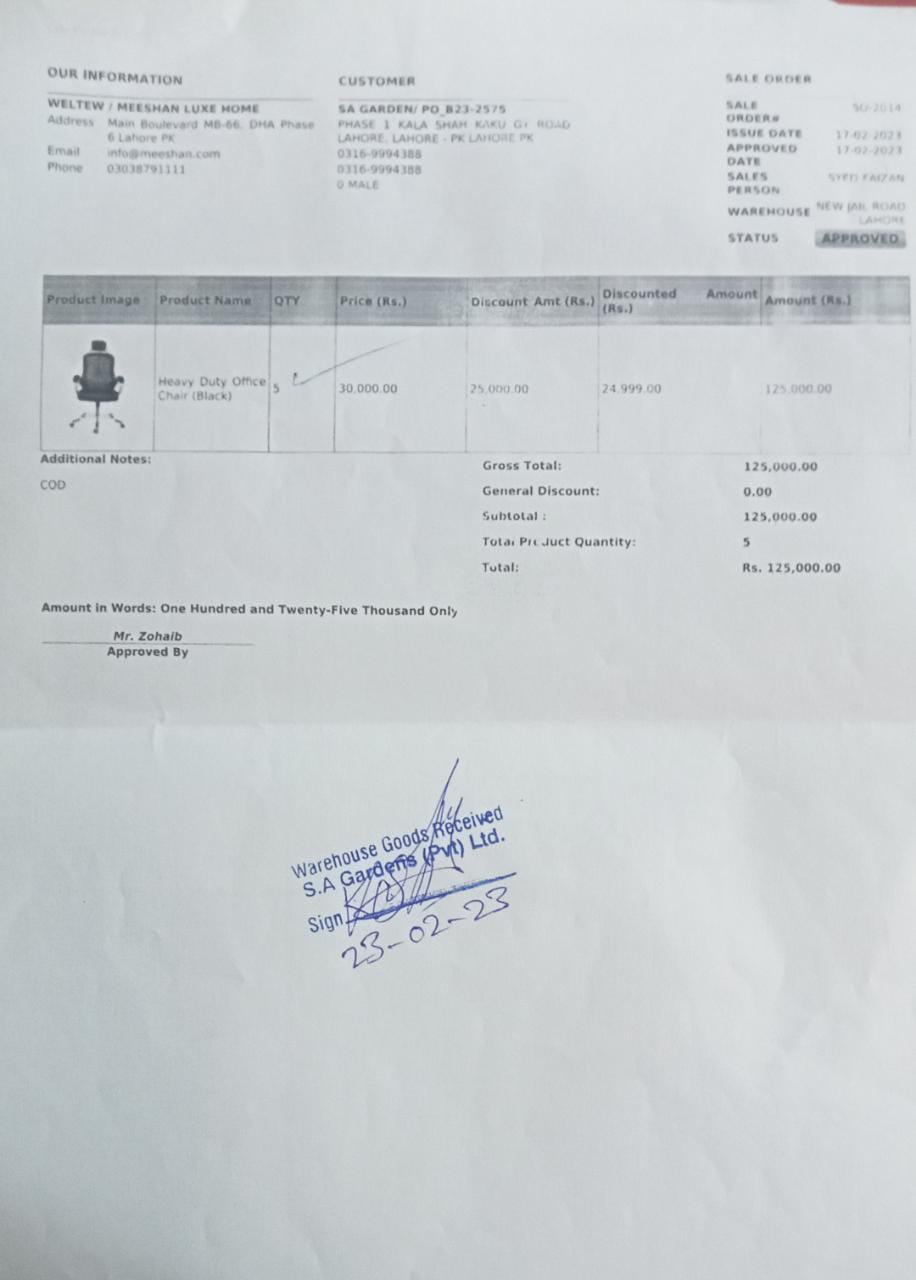 OUR INFORMATION
WELTEW / MEESHAN LUXE HOME
Address Main Boulevard MB-66, DHA Phase
6 Lahore PK
Email info@meeshan.com
Phone 03038791111
CUSTOMER
SA GARDEN/ PO_B23-2575
PHASE 1 KALA SHAH KAKU GT ROAD
LAHORE, LAHORE - PK LAHORE PK
0316-9994388
0316-9994388
0 MALE
SALE ORDER
SALE ORDER# SO-2014
ISSUE DATE 17-02-2023
APPROVED DATE 17-02-2023
SALES PERSON SYED FAIZAN
WAREHOUSE NEW JAIL ROAD
LAHORE
STATUS APPROVED
Product Image Product Name QTY Price (Rs.) Discount Amt (Rs.) Discounted Amount (Rs.) Amount (Rs.)
Heavy Duty Office
Chair (Black) 5 30,000.00 25,000.00 24,999.00 125,000.00
Additional Notes:
COD
Gross Total: 125,000.00
General Discount: 0.00
Subtotal : 125,000.00
Total Product Quantity: 5
Total: Rs. 125,000.00
Amount in Words: One Hundred and Twenty-Five Thousand Only
Mr. Zohaib
Approved By
Warehouse Goods Received
S.A Gardens (Pvt) Ltd.
Sign
23-02-23